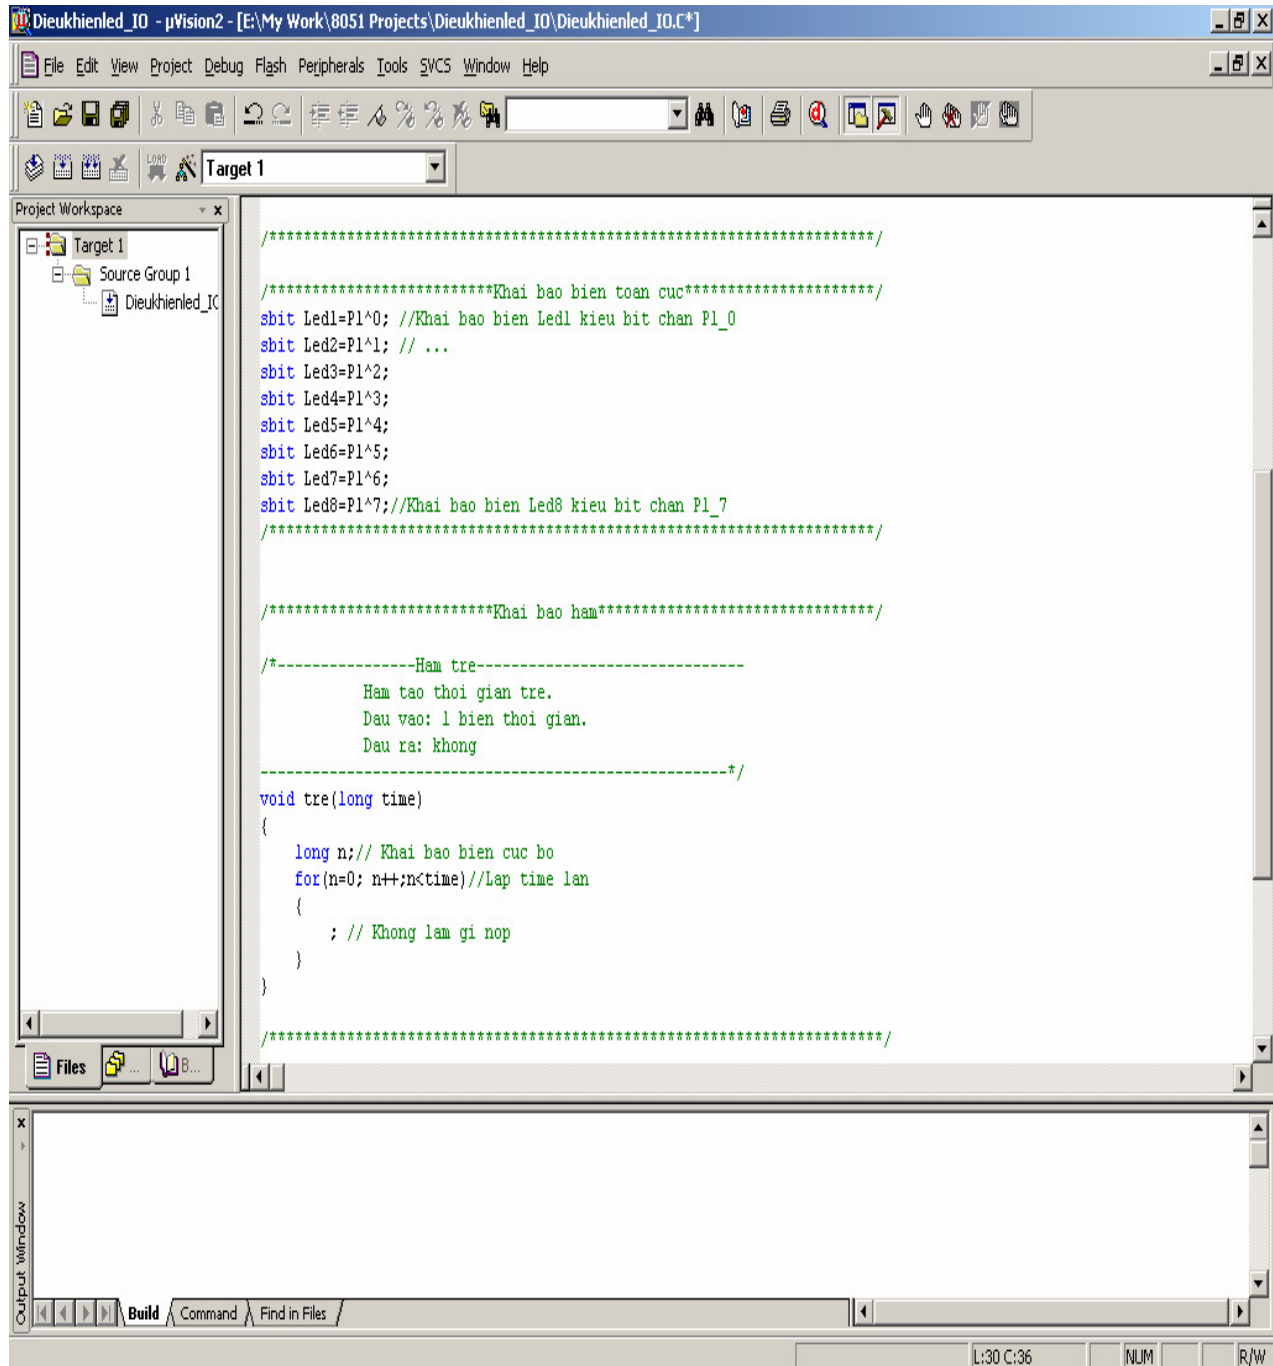 Dieukhienled_IO - µVision2 - [E:\My Work\8051 Projects\Dieukhienled_IO\Dieukhienled_IO.C*]
File Edit View Project Debug Flash Peripherals Tools SVCS Window Help
LOAD Target 1
Project Workspace
Target 1
Source Group 1
Dieukhienled_IO
/**********************************************************************/
/**************************Khai bao bien toan cuc**********************/
sbit Led1=P1^0; //Khai bao bien Led1 kieu bit chan P1_0
sbit Led2=P1^1; // ...
sbit Led3=P1^2;
sbit Led4=P1^3;
sbit Led5=P1^4;
sbit Led6=P1^5;
sbit Led7=P1^6;
sbit Led8=P1^7;//Khai bao bien Led8 kieu bit chan P1_7
/**********************************************************************/
/**************************Khai bao ham********************************/
/*----------------Ham tre-------------------------------
Ham tao thoi gian tre.
Dau vao: 1 bien thoi gian.
Dau ra: khong
------------------------------------------------------*/
void tre(long time)
{
long n;// Khai bao bien cuc bo
for(n=0; n++;n<time)//Lap time lan
{
; // Khong lam gi nop
}
}
/***********************************************************************/
Files ... B...
Output Window
Build Command Find in Files
L:30 C:36 NUM R/W